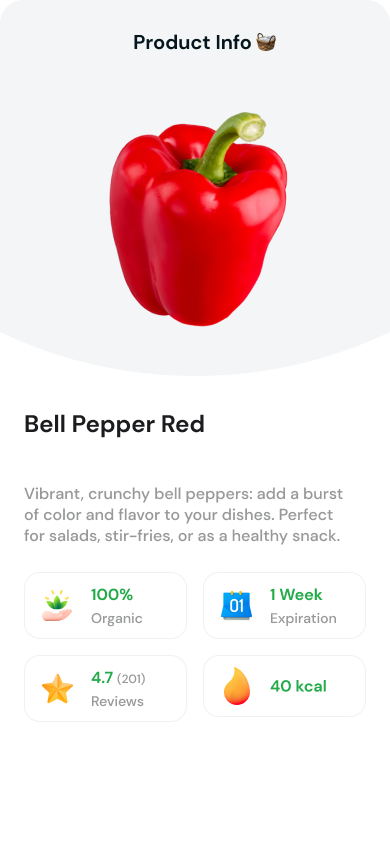 Product Info
Bell Pepper Red
Vibrant, crunchy bell peppers: add a burst
of color and flavor to your dishes. Perfect
for salads, stir-fries, or as a healthy snack.
100%
Organic
01
1 Week
Expiration
4.7 (201)
Reviews
40 kcal